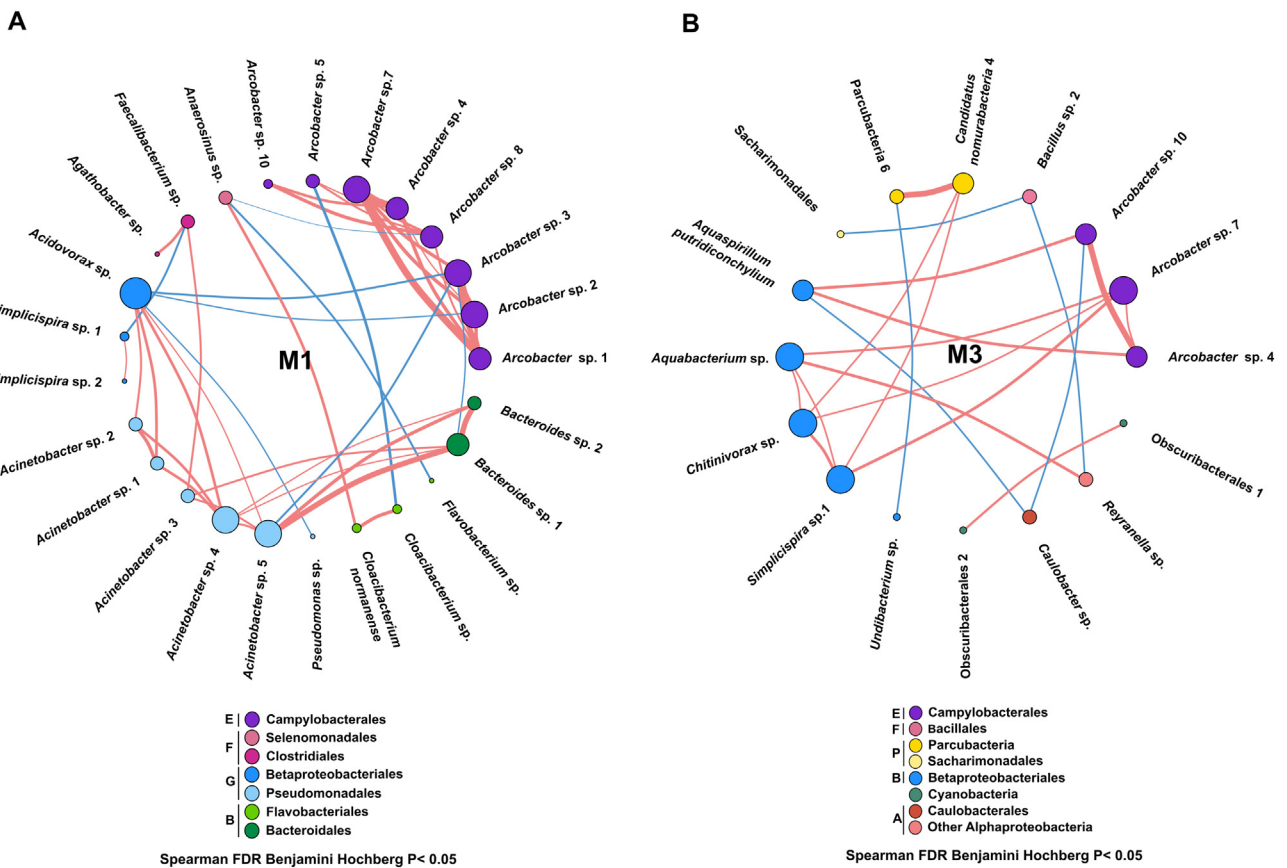 A
Arcobacter sp. 10
Arcobacter sp. 5
Arcobacter sp.7
Arcobacter sp. 4
Arcobacter sp. 8
Arcobacter sp. 3
Arcobacter sp. 2
Arcobacter sp. 1
Bacteroides sp. 2
Bacteroides sp. 1
Flavobacterium sp.
Cloacibacterium sp.
Cloacibacterium
normanense
Pseudomonas sp.
Acinetobacter sp. 5
Acinetobacter sp. 4
Acinetobacter sp. 3
Acinetobacter sp. 1
Acinetobacter sp. 2
implicispira sp. 2
implicispira sp. 1
Acidovorax sp.
Agathobacter sp.
Faecalibacterium sp.
Anaerosinus sp.
M1
E
Campylobacterales
F
Selenomonadales
Clostridiales
G
Betaproteobacteriales
Pseudomonadales
B
Flavobacteriales
Bacteroidales
Spearman FDR Benjamini Hochberg P< 0.05
B
Parcubacteria 6
Candidatus
nomurabacteria 4
Bacillus sp. 2
Arcobacter sp. 10
Arcobacter sp. 7
Arcobacter sp. 4
Obscuribacterales 1
Reyranella sp.
Caulobacter sp.
Obscuribacterales 2
Undibacterium sp.
Simplicispira sp.1
Chitinivorax sp.
Aquabacterium sp.
Aquaspirillum
putridiconchylium
Sacharimonadales
M3
E
Campylobacterales
F
Bacillales
P
Parcubacteria
Sacharimonadales
B
Betaproteobacteriales
Cyanobacteria
A
Caulobacterales
Other Alphaproteobacteria
Spearman FDR Benjamini Hochberg P< 0.05